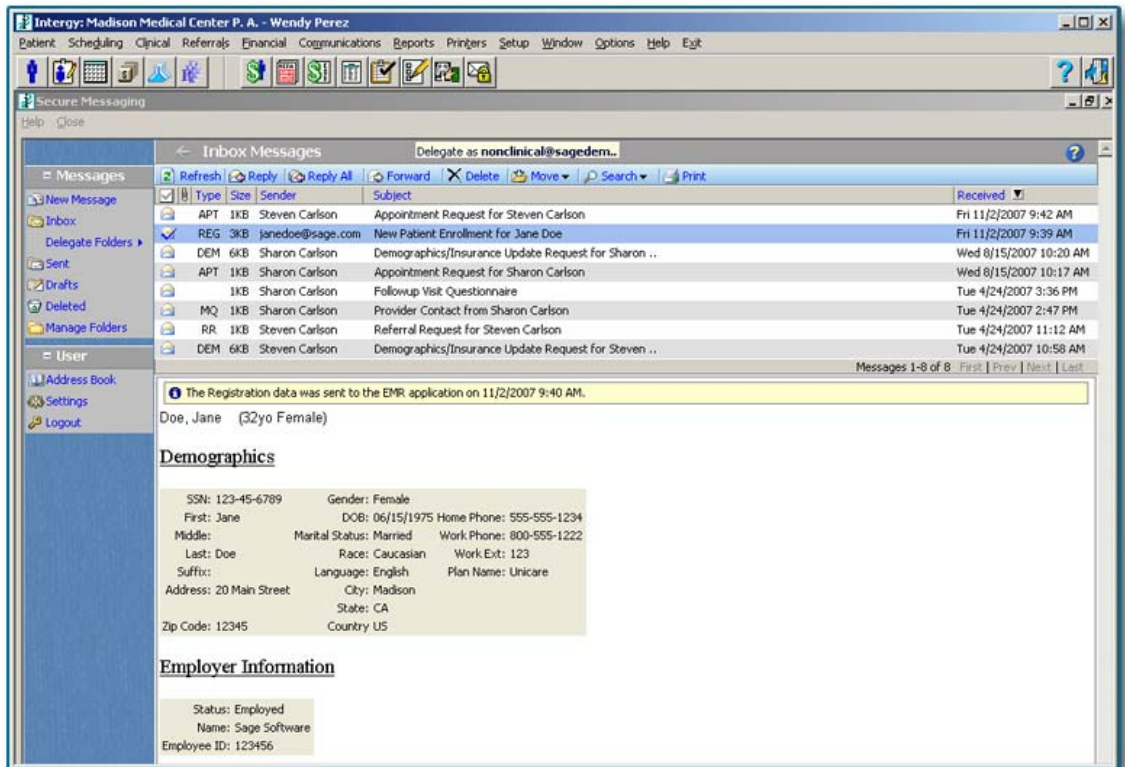 Intergy: Madison Medical Center P. A. - Wendy Perez
Patient Scheduling Clinical Referrals Financial Communications Reports Printers Setup Window Options Help Exit
Secure Messaging
Help Close
Inbox Messages Delegate as nonclinical@sagedem..
Messages
New Message
Inbox
Delegate Folders
Sent
Drafts
Deleted
Manage Folders
User
Address Book
Settings
Logout
Refresh Reply Reply All Forward Delete Move Search Print
Type Size Sender Subject Received
APT 1KB Steven Carlson Appointment Request for Steven Carlson Fri 11/2/2007 9:42 AM
REG 3KB janedoe@sage.com New Patient Enrollment for Jane Doe Fri 11/2/2007 9:39 AM
DEM 6KB Sharon Carlson Demographics/Insurance Update Request for Sharon .. Wed 8/15/2007 10:20 AM
APT 1KB Sharon Carlson Appointment Request for Sharon Carlson Wed 8/15/2007 10:17 AM
1KB Sharon Carlson Followup Visit Questionnaire Tue 4/24/2007 3:36 PM
MQ 1KB Sharon Carlson Provider Contact from Sharon Carlson Tue 4/24/2007 2:47 PM
RR 1KB Steven Carlson Referral Request for Steven Carlson Tue 4/24/2007 11:12 AM
DEM 6KB Steven Carlson Demographics/Insurance Update Request for Steven .. Tue 4/24/2007 10:58 AM
Messages 1-8 of 8 First | Prev | Next | Last
The Registration data was sent to the EMR application on 11/2/2007 9:40 AM.
Doe, Jane (32yo Female)
Demographics
SSN: 123-45-6789 Gender: Female
First: Jane DOB: 06/15/1975 Home Phone: 555-555-1234
Middle: Marital Status: Married Work Phone: 800-555-1222
Last: Doe Race: Caucasian Work Ext: 123
Suffix: Language: English Plan Name: Unicare
Address: 20 Main Street City: Madison
State: CA
Zip Code: 12345 Country US
Employer Information
Status: Employed
Name: Sage Software
Employee ID: 123456